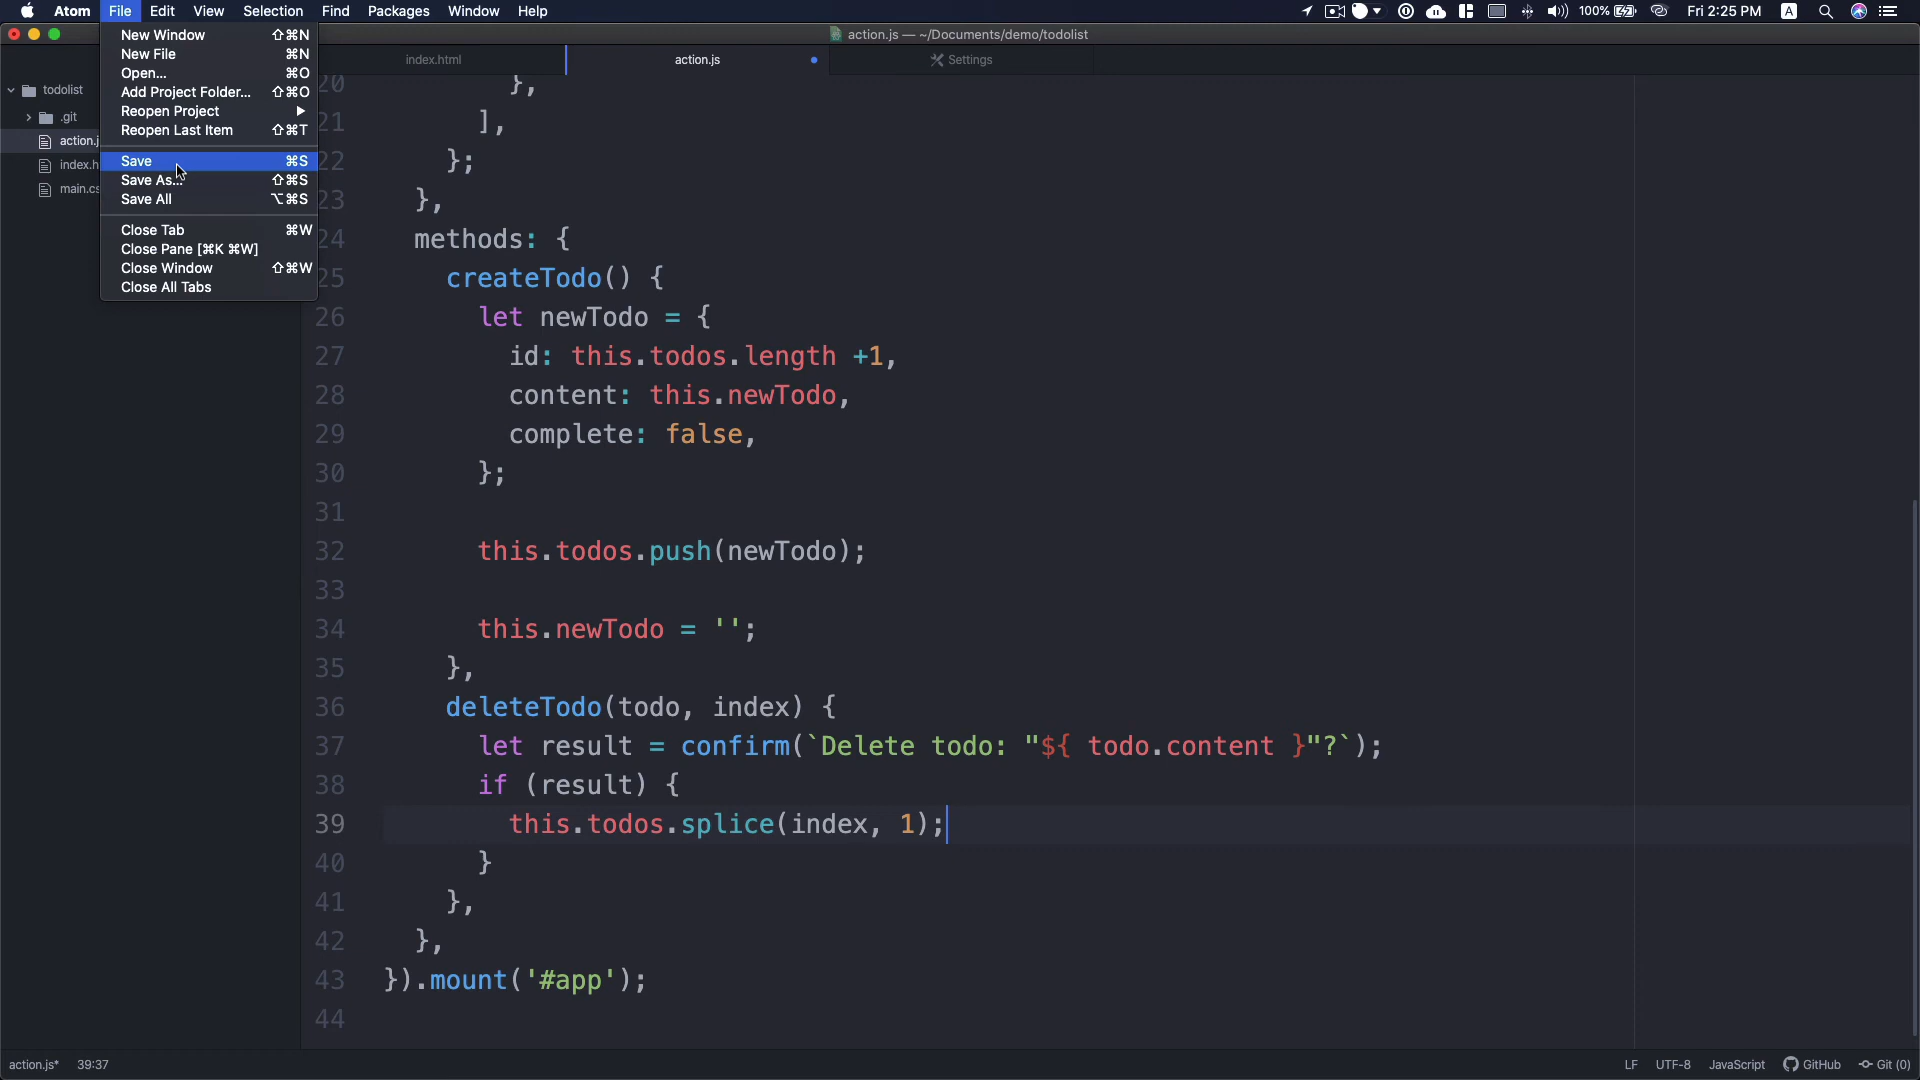 Atom File Edit View Selection Find Packages Window Help
100% Fri 2:25 PM A
action.js — ~/Documents/demo/todolist
New Window ⇧⌘N
New File ⌘N
Open... ⌘O
Add Project Folder... ⇧⌘O
Reopen Project
Reopen Last Item ⇧⌘T
Save ⌘S
Save As... ⇧⌘S
Save All ⌥⌘S
Close Tab ⌘W
Close Pane [⌘K ⌘W]
Close Window ⇧⌘W
Close All Tabs
index.html action.js Settings
todolist
.git
action.j
index.h
main.cs
20 },
21 ],
22 };
23 },
24 methods: {
25 createTodo() {
26 let newTodo = {
27 id: this.todos.length +1,
28 content: this.newTodo,
29 complete: false,
30 };
31
32 this.todos.push(newTodo);
33
34 this.newTodo = '';
35 },
36 deleteTodo(todo, index) {
37 let result = confirm(`Delete todo: "${ todo.content }"?`);
38 if (result) {
39 this.todos.splice(index, 1);
40 }
41 },
42 },
43 }).mount('#app');
44
action.js* 39:37 LF UTF-8 JavaScript GitHub Git (0)